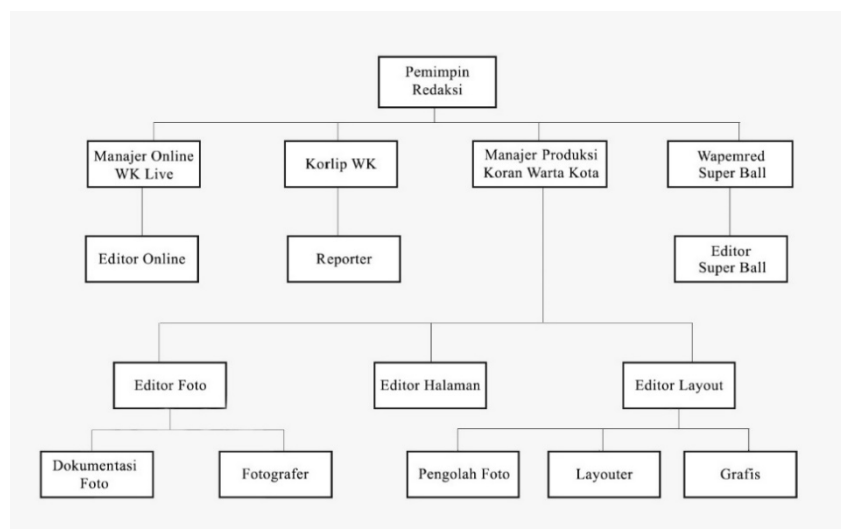 Pemimpin
Redaksi
Manajer Online
WK Live
Korlip WK
Manajer Produksi
Koran Warta Kota
Wapemred
Super Ball
Editor Online
Reporter
Editor
Super Ball
Editor Foto
Editor Halaman
Editor Layout
Dokumentasi
Foto
Fotografer
Pengolah Foto
Layouter
Grafis